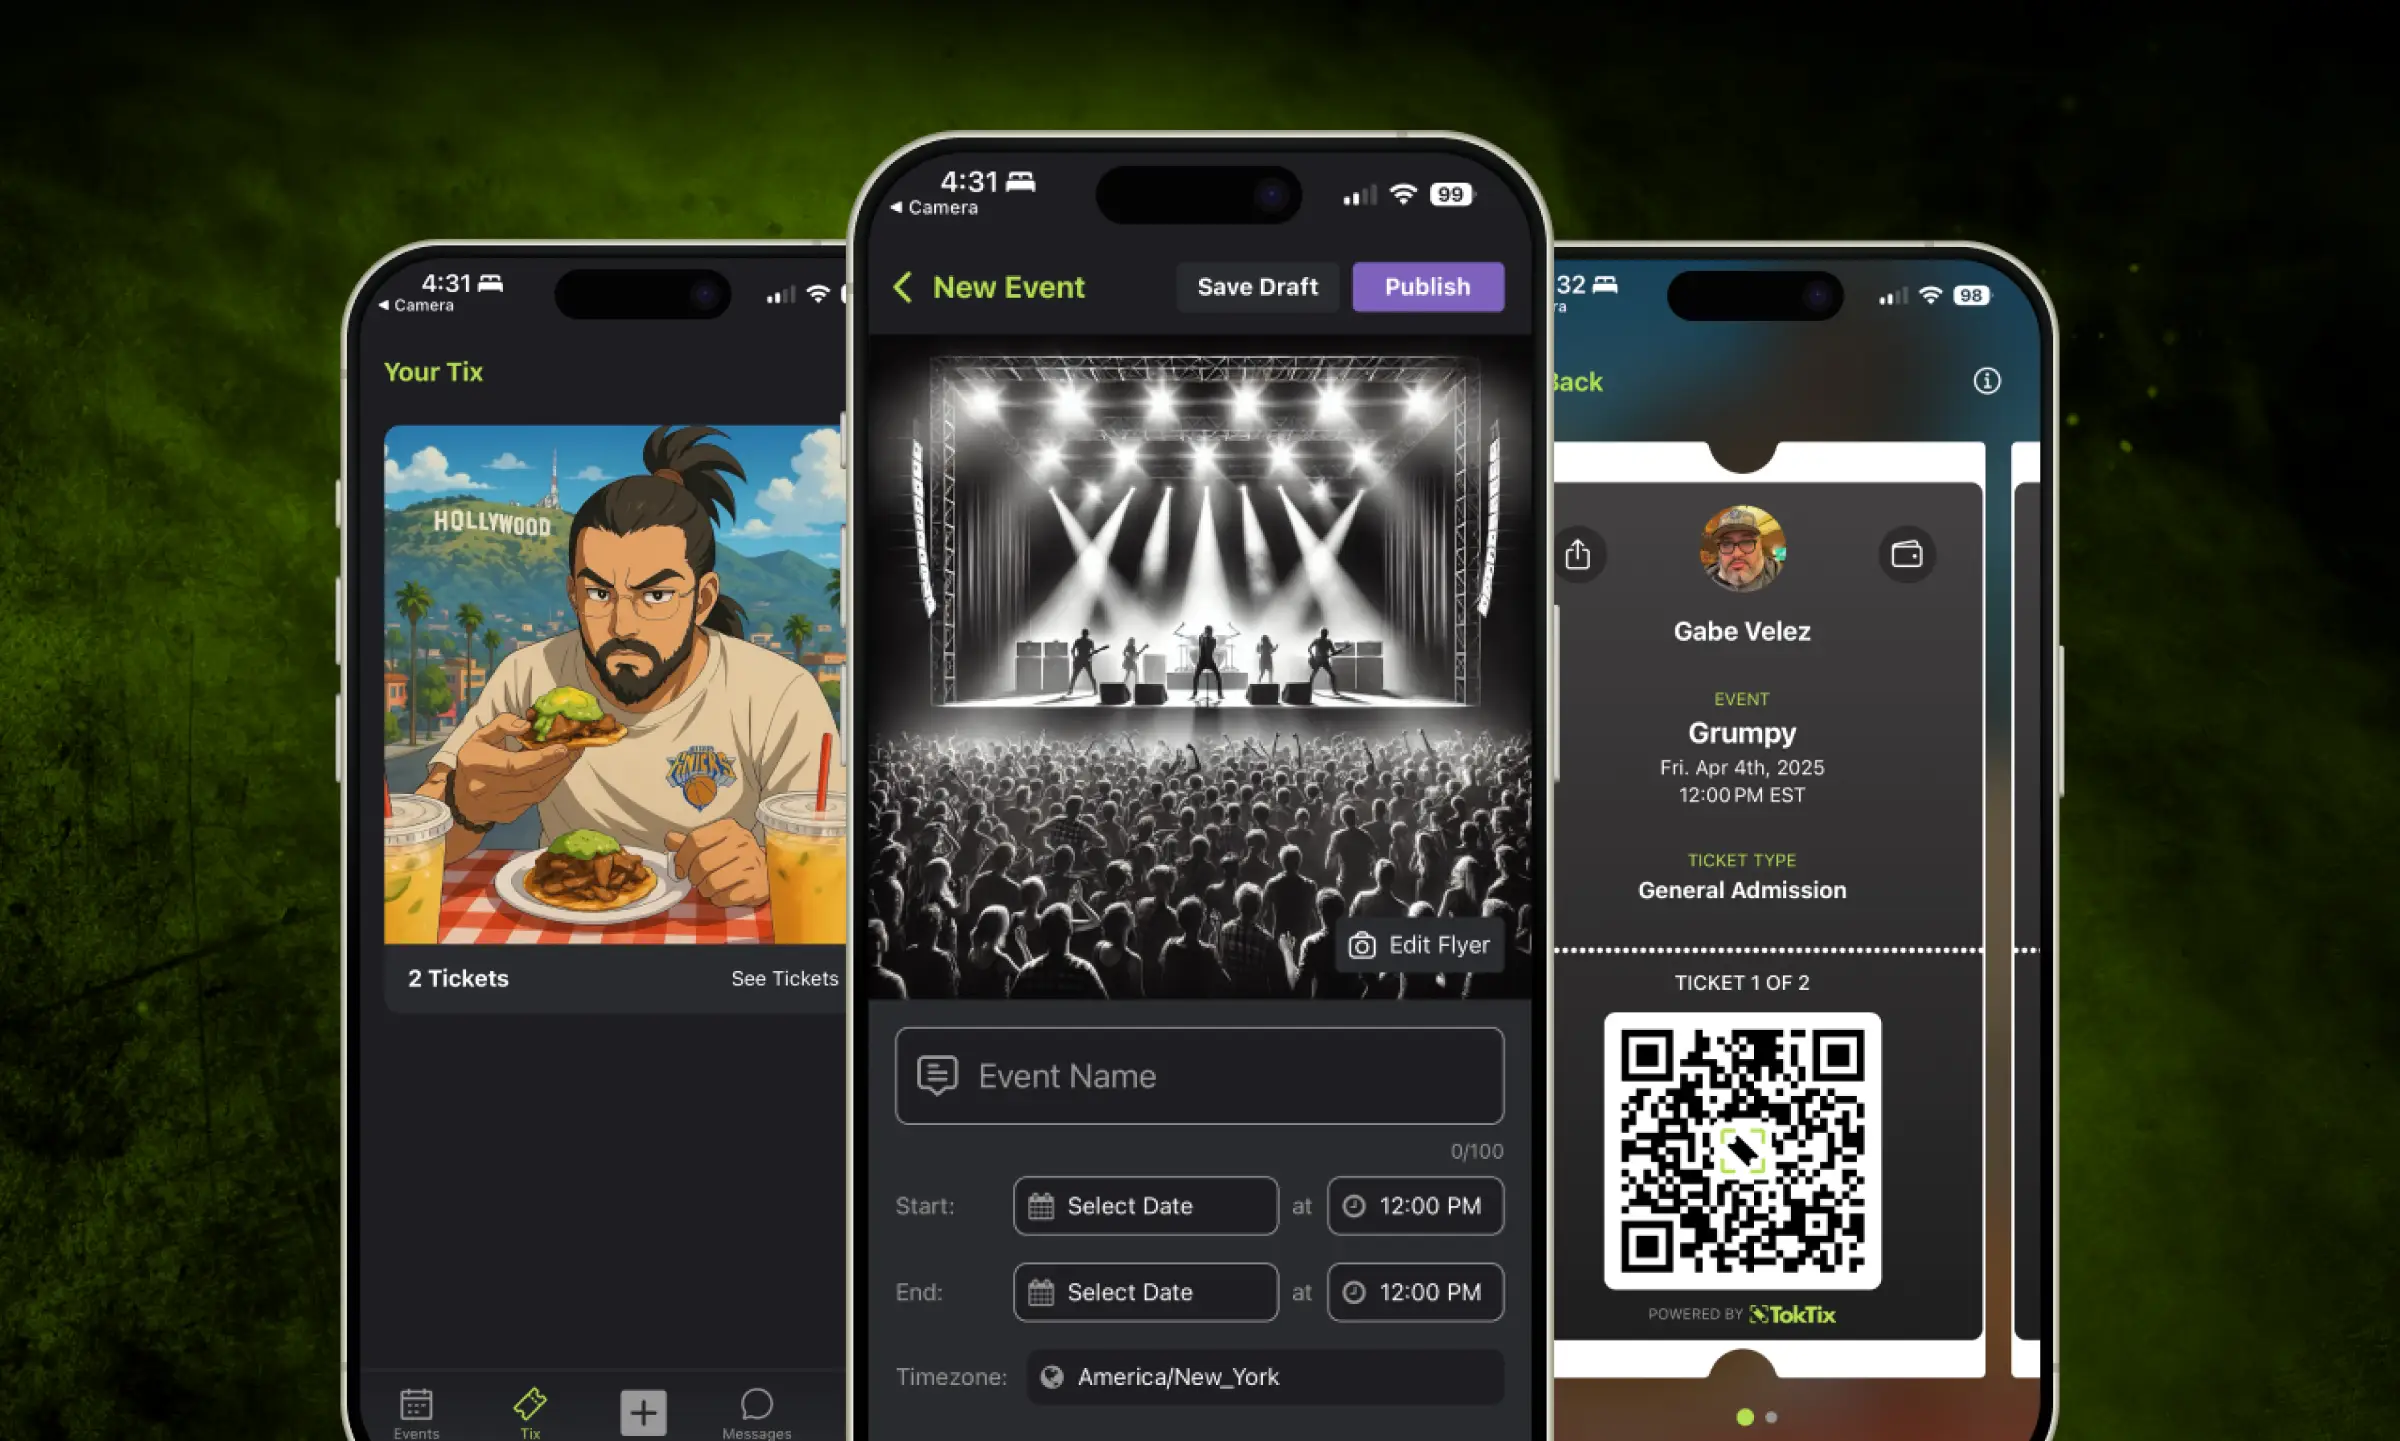 4:31
Camera
Your Tix
HOLLYWOOD
KNICKS
2 Tickets
See Tickets
Events
Tix
Messages
4:31
Camera
99
New Event
Save Draft
Publish
Edit Flyer
Event Name
0/100
Start:
Select Date
at
12:00 PM
End:
Select Date
at
12:00 PM
Timezone:
America/New_York
32
ra
98
Back
Gabe Velez
EVENT
Grumpy
Fri. Apr 4th, 2025
12:00 PM EST
TICKET TYPE
General Admission
TICKET 1 OF 2
POWERED BY TokTix